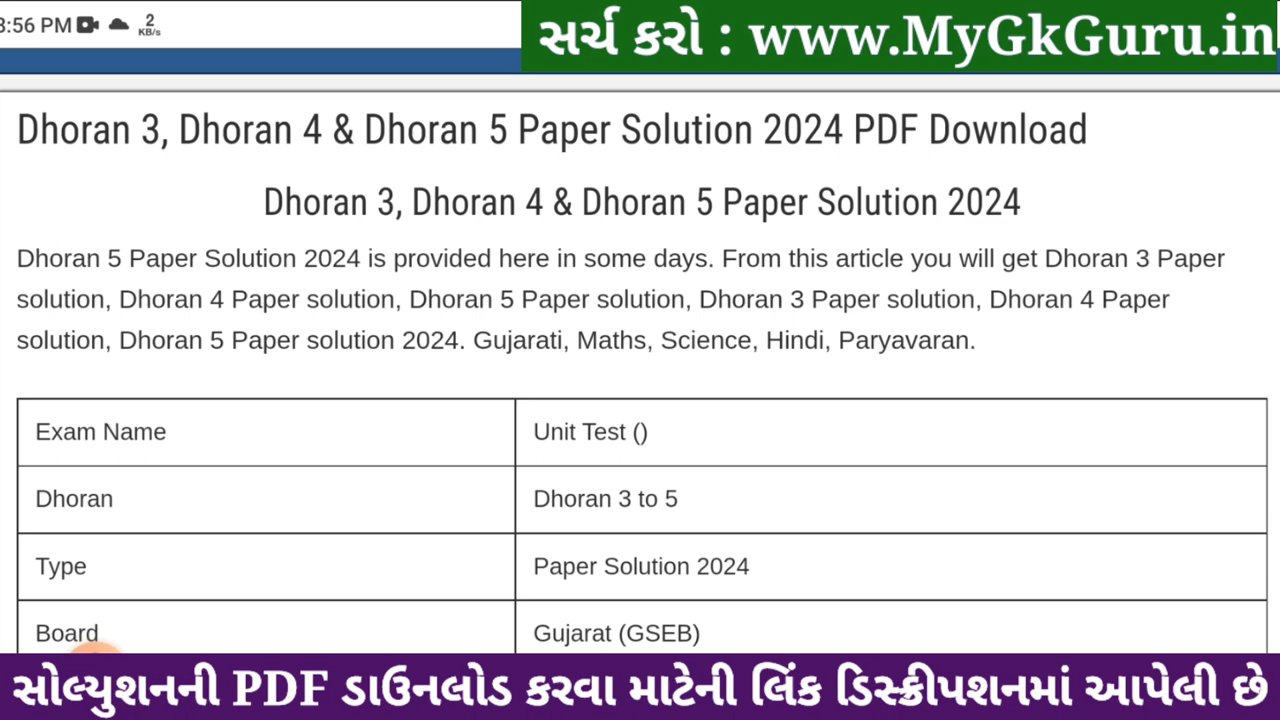 3:56 PM 2 KB/s
સર્ચ કરો : www.MyGkGuru.in
Dhoran 3, Dhoran 4 & Dhoran 5 Paper Solution 2024 PDF Download
Dhoran 3, Dhoran 4 & Dhoran 5 Paper Solution 2024
Dhoran 5 Paper Solution 2024 is provided here in some days. From this article you will get Dhoran 3 Paper
solution, Dhoran 4 Paper solution, Dhoran 5 Paper solution, Dhoran 3 Paper solution, Dhoran 4 Paper
solution, Dhoran 5 Paper solution 2024. Gujarati, Maths, Science, Hindi, Paryavaran.
Exam Name Unit Test ()
Dhoran Dhoran 3 to 5
Type Paper Solution 2024
Board Gujarat (GSEB)
સોલ્યુશનની PDF ડાઉનલોડ કરવા માટેની લિંક ડિસ્ક્રીપશનમાં આપેલી છે